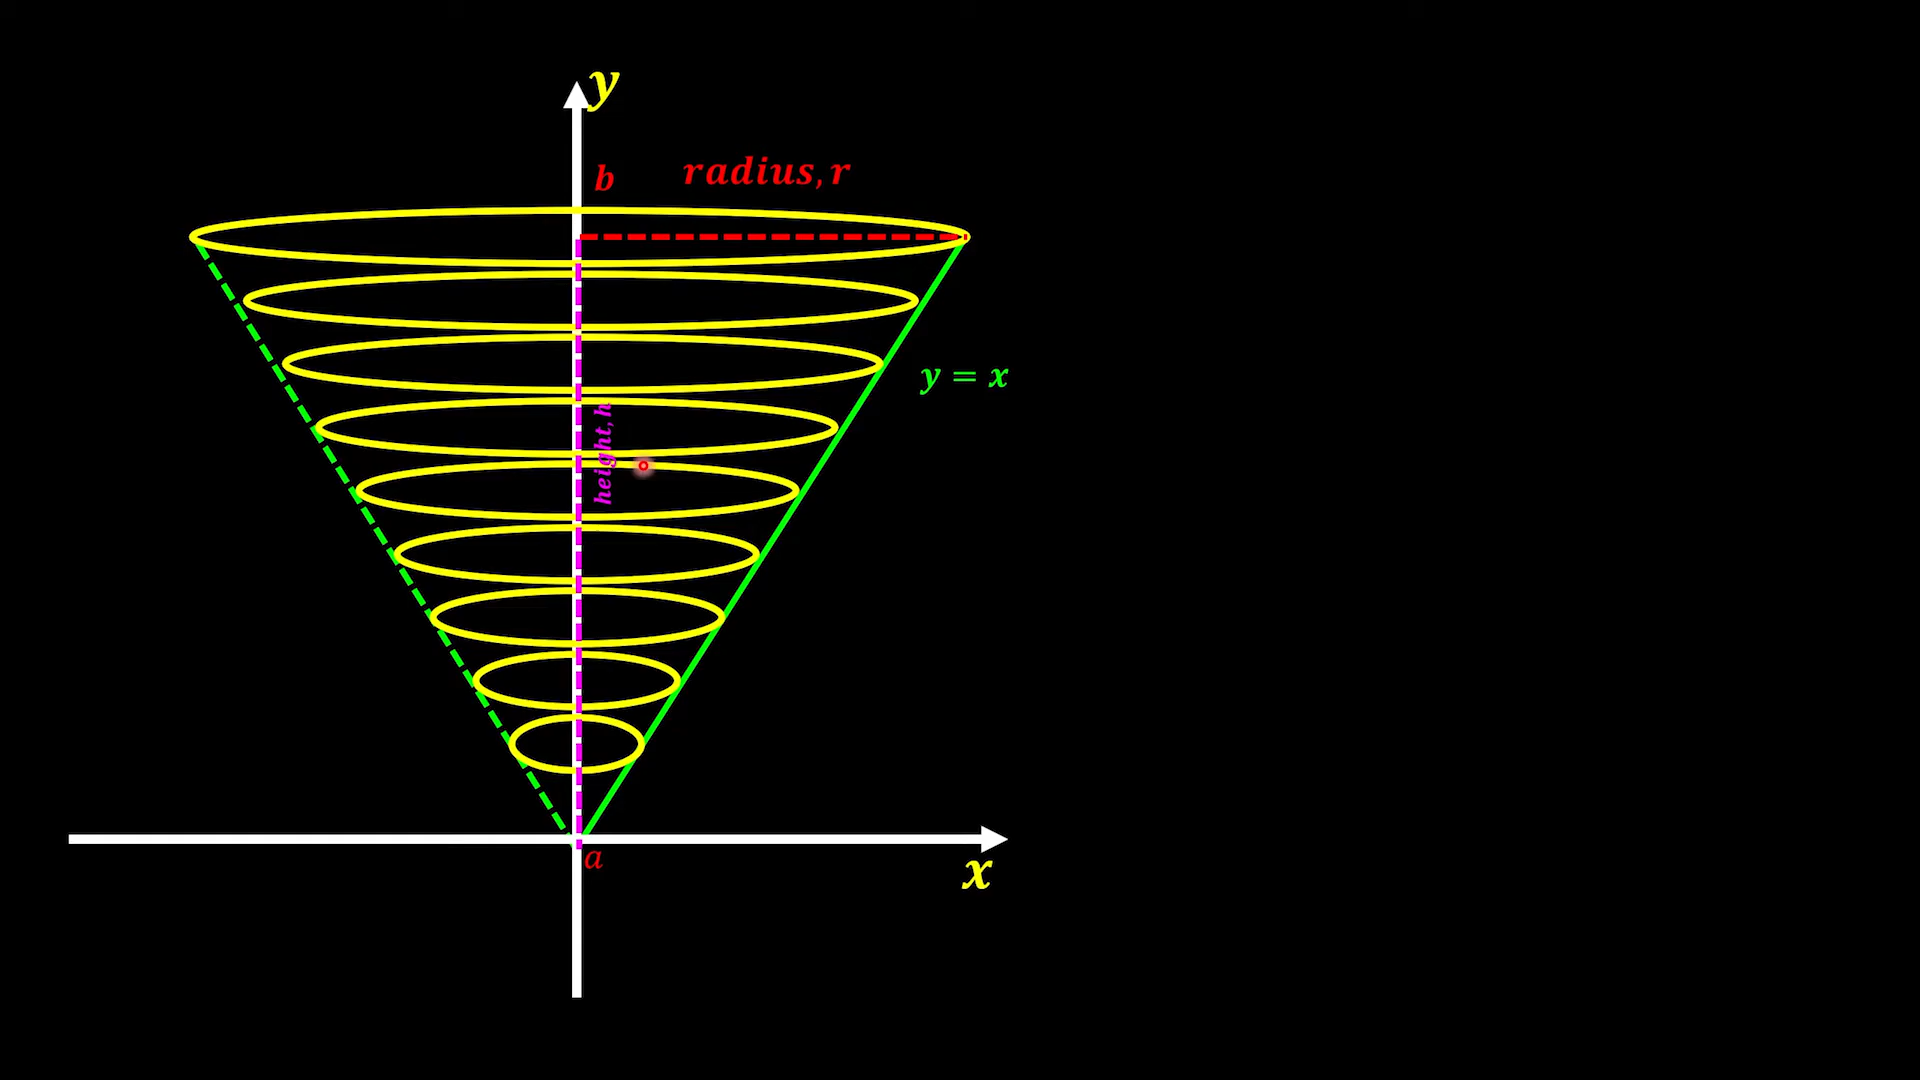 y
b
radius, r
y = x
height, h
a
x